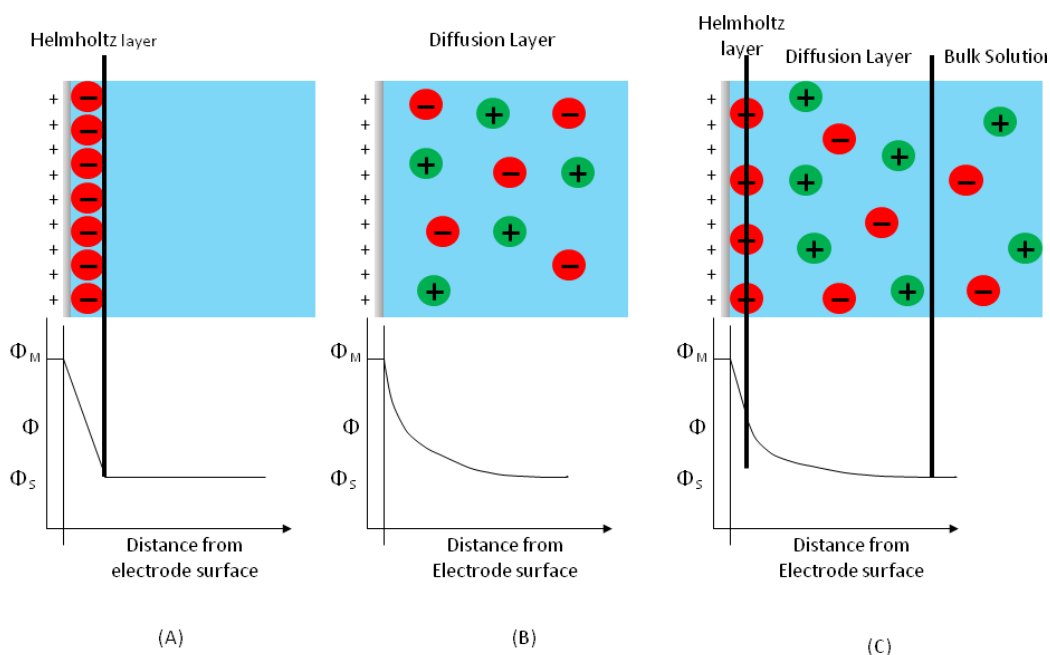 Helmholtz layer
+
+
+
+
+
+
+
+
+
−
−
−
−
−
−
−
ΦM
Φ
ΦS
Distance from
electrode surface
(A)
Diffusion Layer
+
+
+
+
+
+
+
+
+
−
+
−
+
−
+
−
+
−
+
−
ΦM
Φ
ΦS
Distance from
Electrode surface
(B)
Helmholtz
layer
Diffusion Layer
Bulk Solution
+
+
+
+
+
+
+
+
+
−
−
−
−
+
−
+
+
−
+
−
+
+
−
+
−
ΦM
Φ
ΦS
Distance from
Electrode surface
(C)